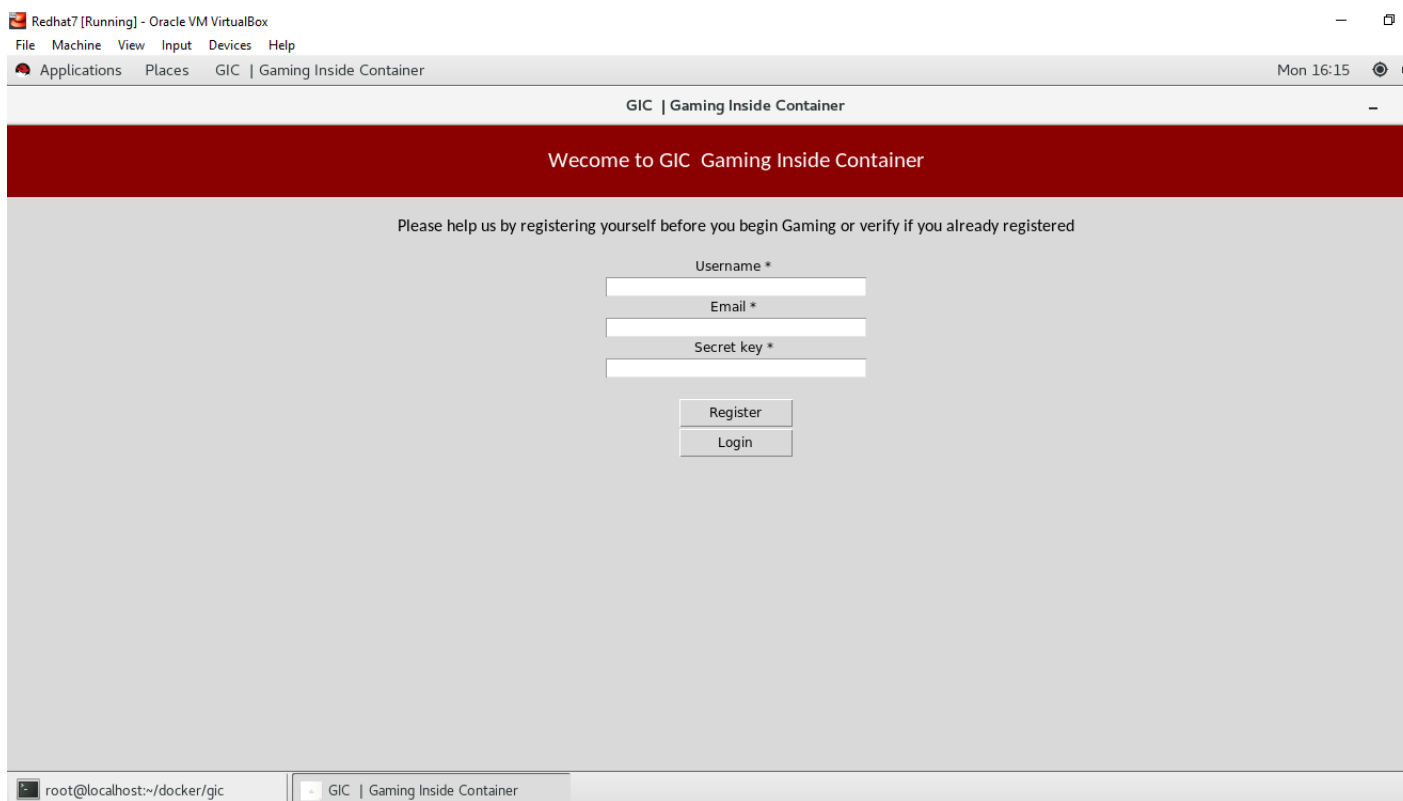 Redhat7 [Running] - Oracle VM VirtualBox
File Machine View Input Devices Help
Applications Places GIC | Gaming Inside Container Mon 16:15
GIC | Gaming Inside Container
Wecome to GIC Gaming Inside Container
Please help us by registering yourself before you begin Gaming or verify if you already registered
Username *
Email *
Secret key *
Register
Login
root@localhost:~/docker/gic GIC | Gaming Inside Container